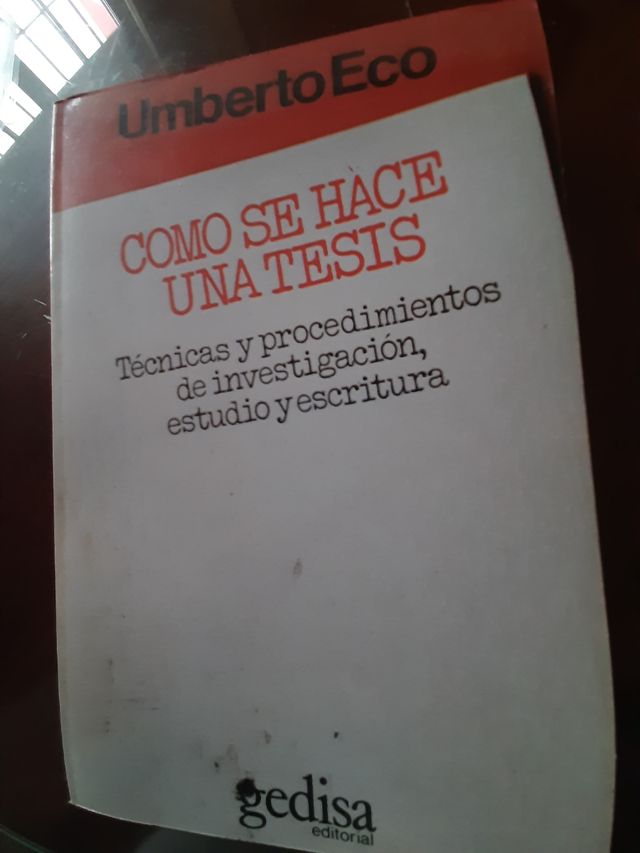 Umberto Eco
COMO SE HACE
UNA TESIS
Técnicas y procedimientos
de investigación,
estudio y escritura
gedisa
editorial